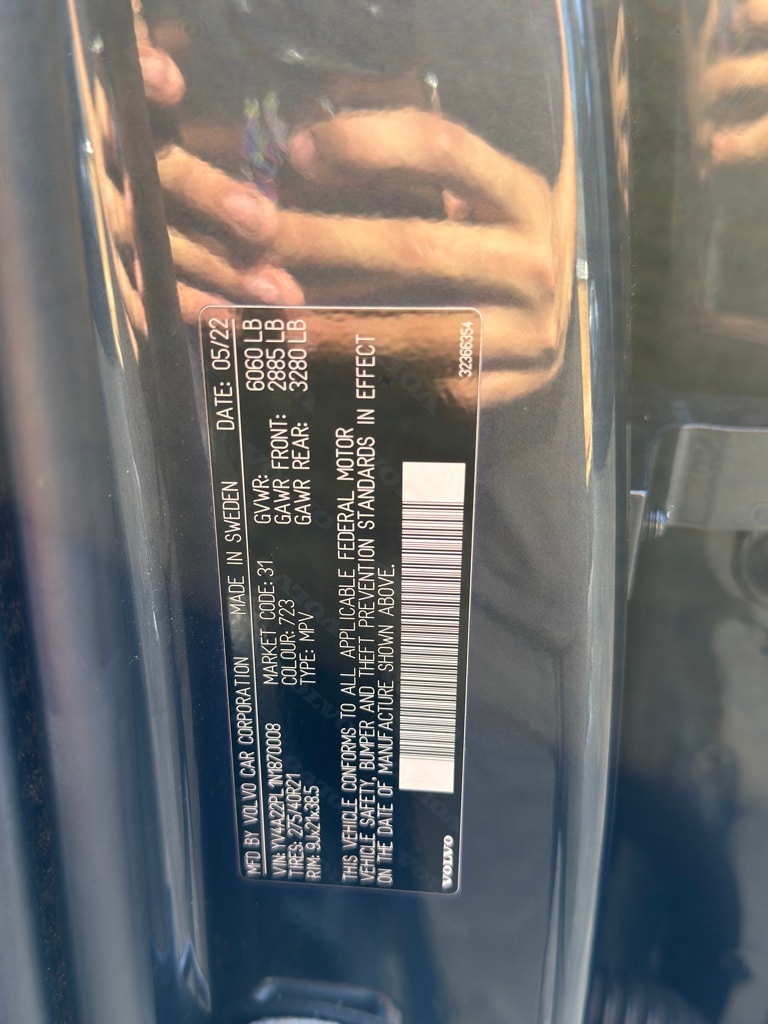 MFD BY VOLVO CAR CORPORATION MADE IN SWEDEN DATE: 05/22
VIN: YV4A22PL1N1870008 MARKET CODE: 31 GVWR: 6060 LB
TIRES: 275/40R21 COLOUR: 723 GAWR FRONT: 2885 LB
RIM: 9Jx21x38.5 TYPE: MPV GAWR REAR: 3280 LB
THIS VEHICLE CONFORMS TO ALL APPLICABLE FEDERAL MOTOR
VEHICLE SAFETY, BUMPER AND THEFT PREVENTION STANDARDS IN EFFECT
ON THE DATE OF MANUFACTURE SHOWN ABOVE.
VOLVO 32366354